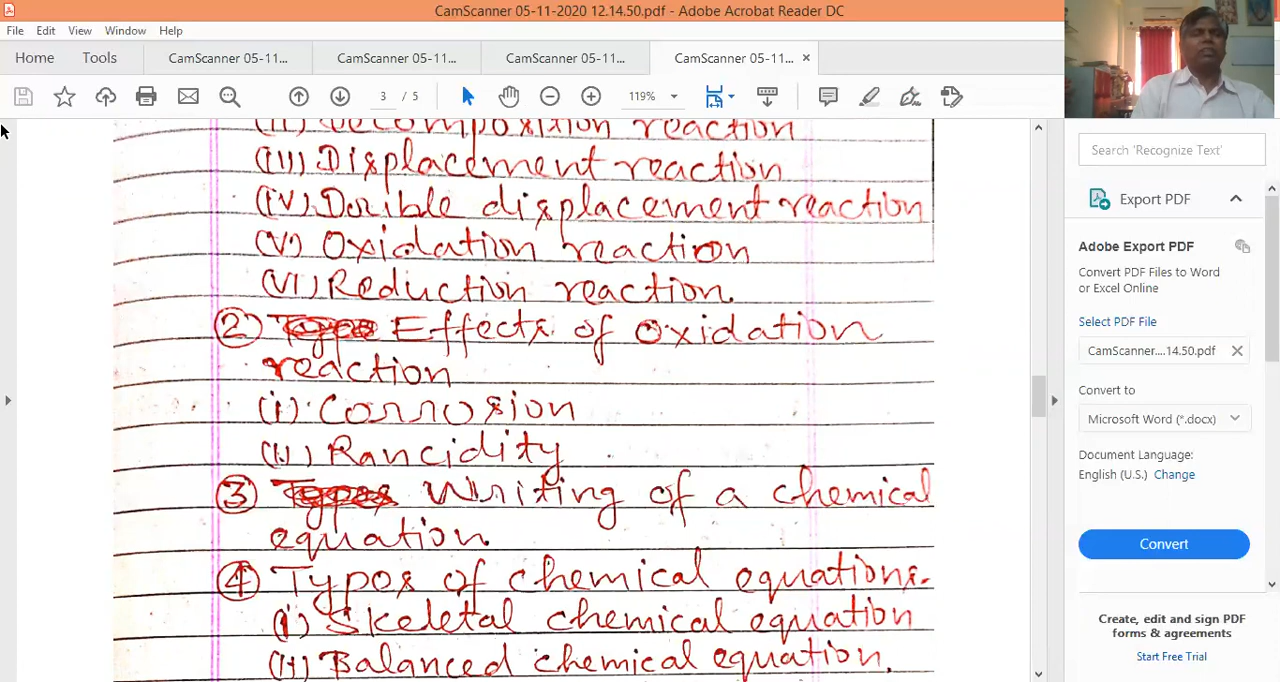 CamScanner 05-11-2020 12.14.50.pdf - Adobe Acrobat Reader DC
File Edit View Window Help
Home Tools CamScanner 05-11... CamScanner 05-11... CamScanner 05-11... CamScanner 05-11... ×
3 / 5 119%
Search 'Recognize Text'
Export PDF
Adobe Export PDF
Convert PDF Files to Word
or Excel Online
Select PDF File
CamScanner....14.50.pdf
Convert to
Microsoft Word (*.docx)
Document Language:
English (U.S.) Change
Convert
Create, edit and sign PDF
forms & agreements
Start Free Trial
(II) Decomposition reaction
(III) Displacement reaction
(IV) Double displacement reaction
(V) Oxidation reaction
(VI) Reduction reaction.
② Effects of Oxidation
reaction
(i) Corrosion
(ii) Rancidity
③ Writing of a chemical
equation.
④ Types of chemical equations.
(i) Skeletal chemical equation
(ii) Balanced chemical equation.